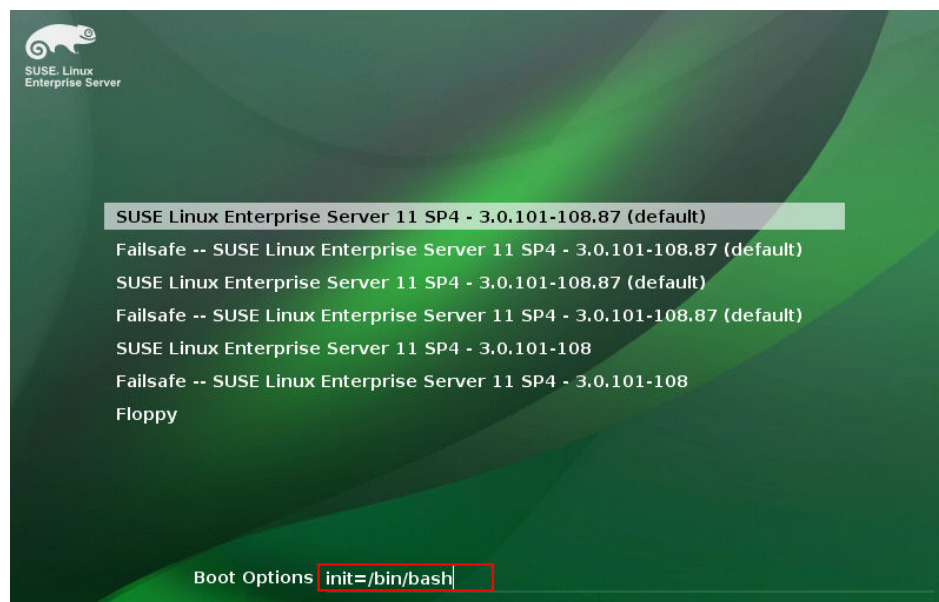 SUSE. Linux
Enterprise Server
SUSE Linux Enterprise Server 11 SP4 - 3.0.101-108.87 (default)
Failsafe -- SUSE Linux Enterprise Server 11 SP4 - 3.0.101-108.87 (default)
SUSE Linux Enterprise Server 11 SP4 - 3.0.101-108.87 (default)
Failsafe -- SUSE Linux Enterprise Server 11 SP4 - 3.0.101-108.87 (default)
SUSE Linux Enterprise Server 11 SP4 - 3.0.101-108
Failsafe -- SUSE Linux Enterprise Server 11 SP4 - 3.0.101-108
Floppy
Boot Options init=/bin/bash